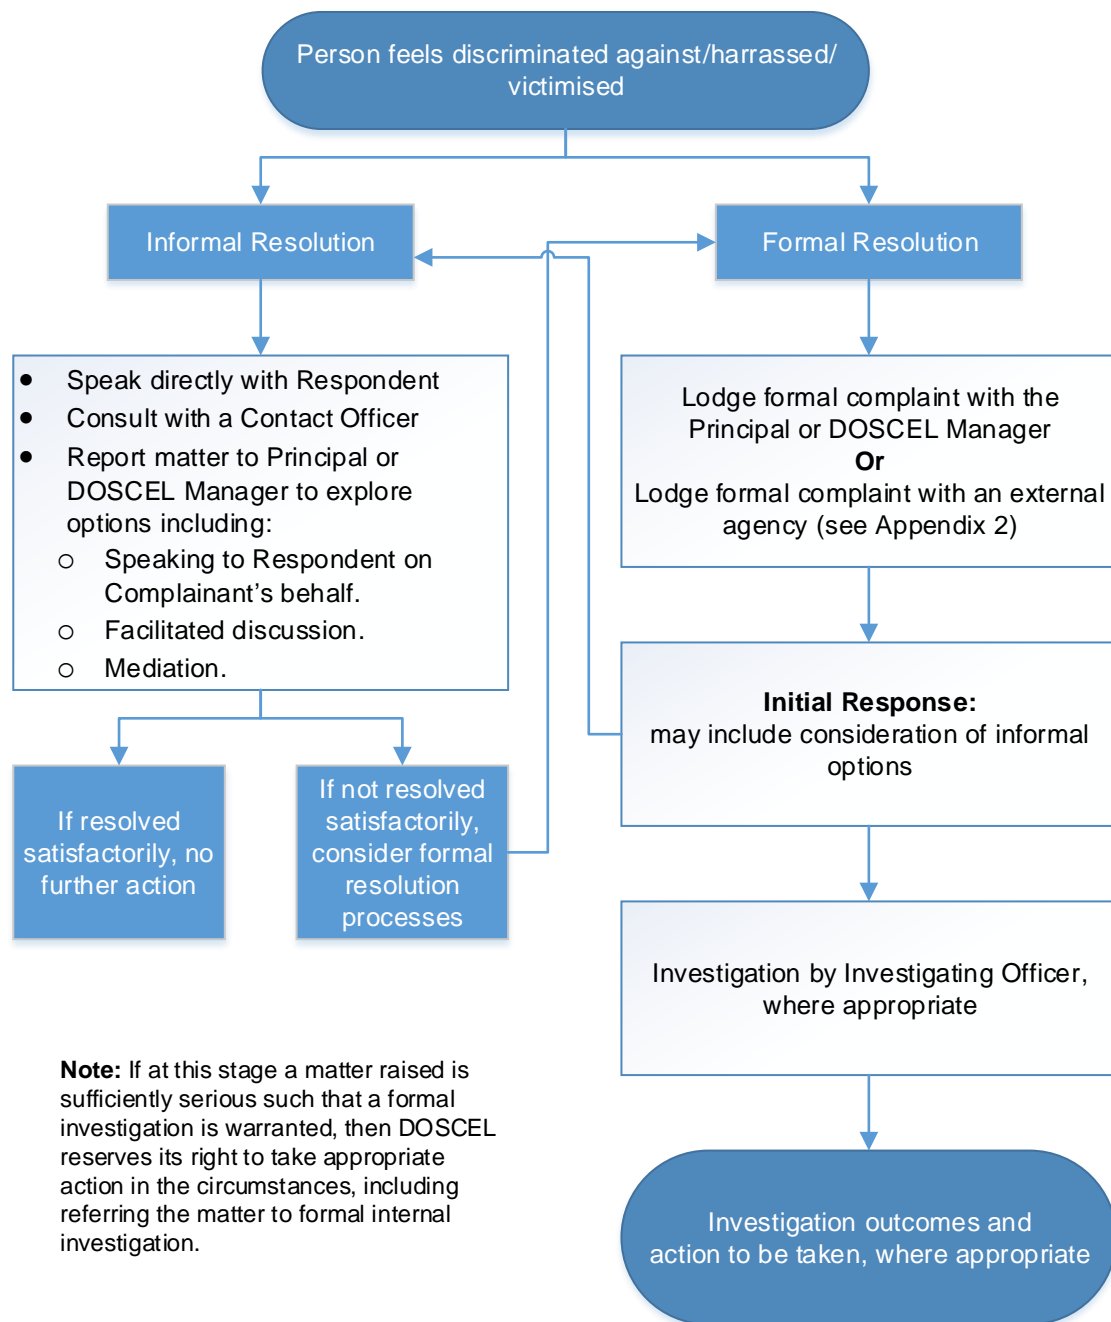 Person feels discriminated against/harrassed/
victimised
Informal Resolution
Formal Resolution
● Speak directly with Respondent
● Consult with a Contact Officer
● Report matter to Principal or
DOSCEL Manager to explore
options including:
o Speaking to Respondent on
Complainant’s behalf.
o Facilitated discussion.
o Mediation.
Lodge formal complaint with the
Principal or DOSCEL Manager
Or
Lodge formal complaint with an external
agency (see Appendix 2)
Initial Response:
may include consideration of informal
options
If resolved
satisfactorily, no
further action
If not resolved
satisfactorily,
consider formal
resolution
processes
Investigation by Investigating Officer,
where appropriate
Note: If at this stage a matter raised is
sufficiently serious such that a formal
investigation is warranted, then DOSCEL
reserves its right to take appropriate
action in the circumstances, including
referring the matter to formal internal
investigation.
Investigation outcomes and
action to be taken, where appropriate